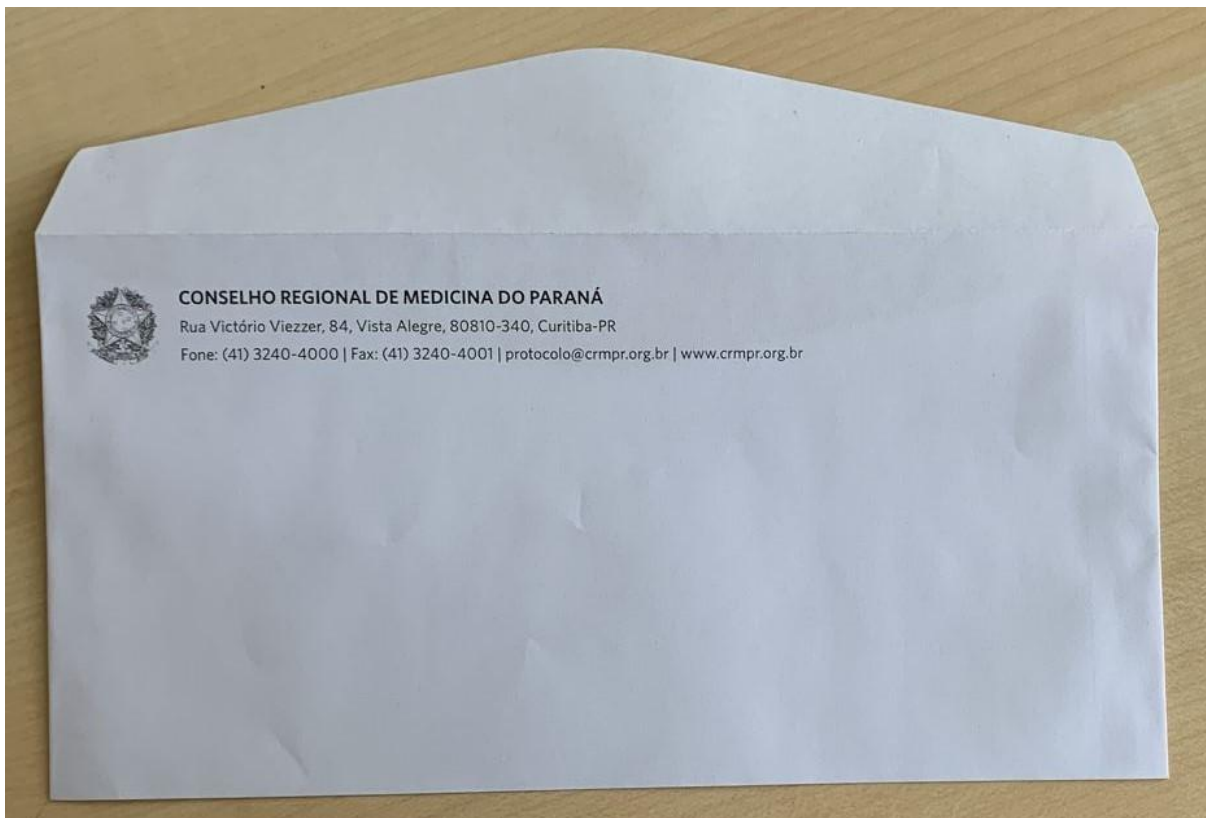 CONSELHO REGIONAL DE MEDICINA DO PARANÁ
Rua Victório Viezzer, 84, Vista Alegre, 80810-340, Curitiba-PR
Fone: (41) 3240-4000 | Fax: (41) 3240-4001 | protocolo@crmpr.org.br | www.crmpr.org.br